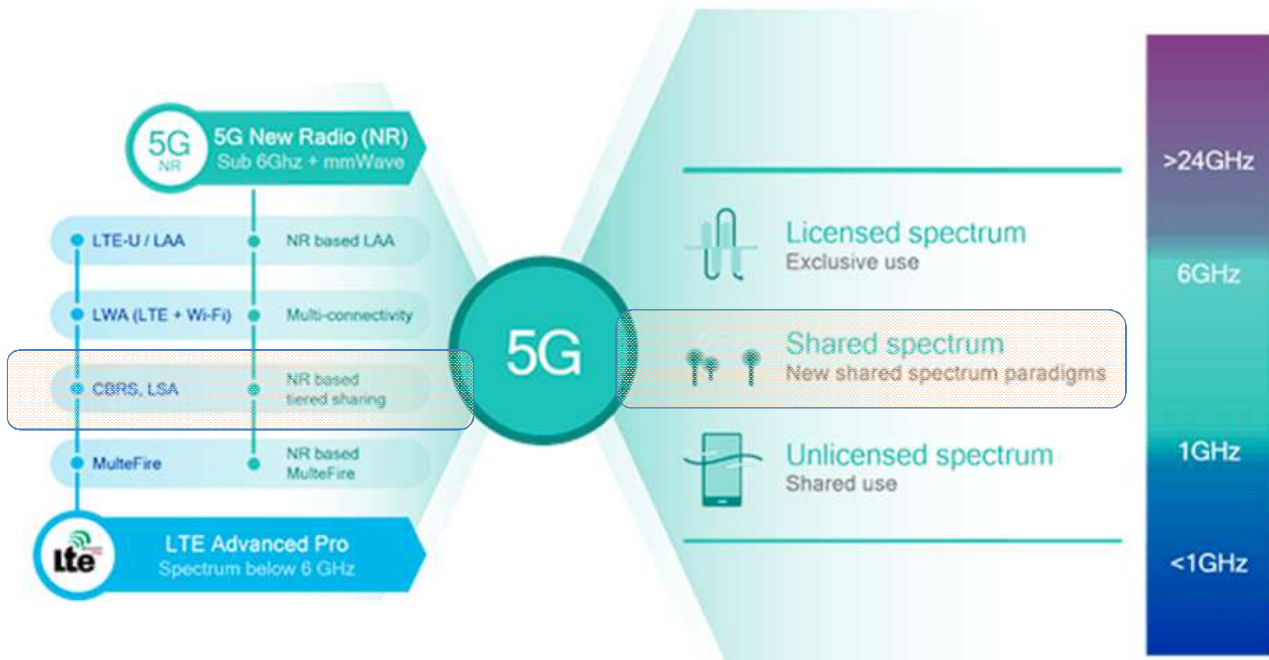 5G
NR
5G New Radio (NR)
Sub 6Ghz + mmWave
LTE-U / LAA
NR based LAA
LWA (LTE + Wi-Fi)
Multi-connectivity
CBRS, LSA
NR based
tiered sharing
MulteFire
NR based
MulteFire
Lte
LTE Advanced Pro
Spectrum below 6 GHz
5G
Licensed spectrum
Exclusive use
Shared spectrum
New shared spectrum paradigms
Unlicensed spectrum
Shared use
>24GHz
6GHz
1GHz
<1GHz